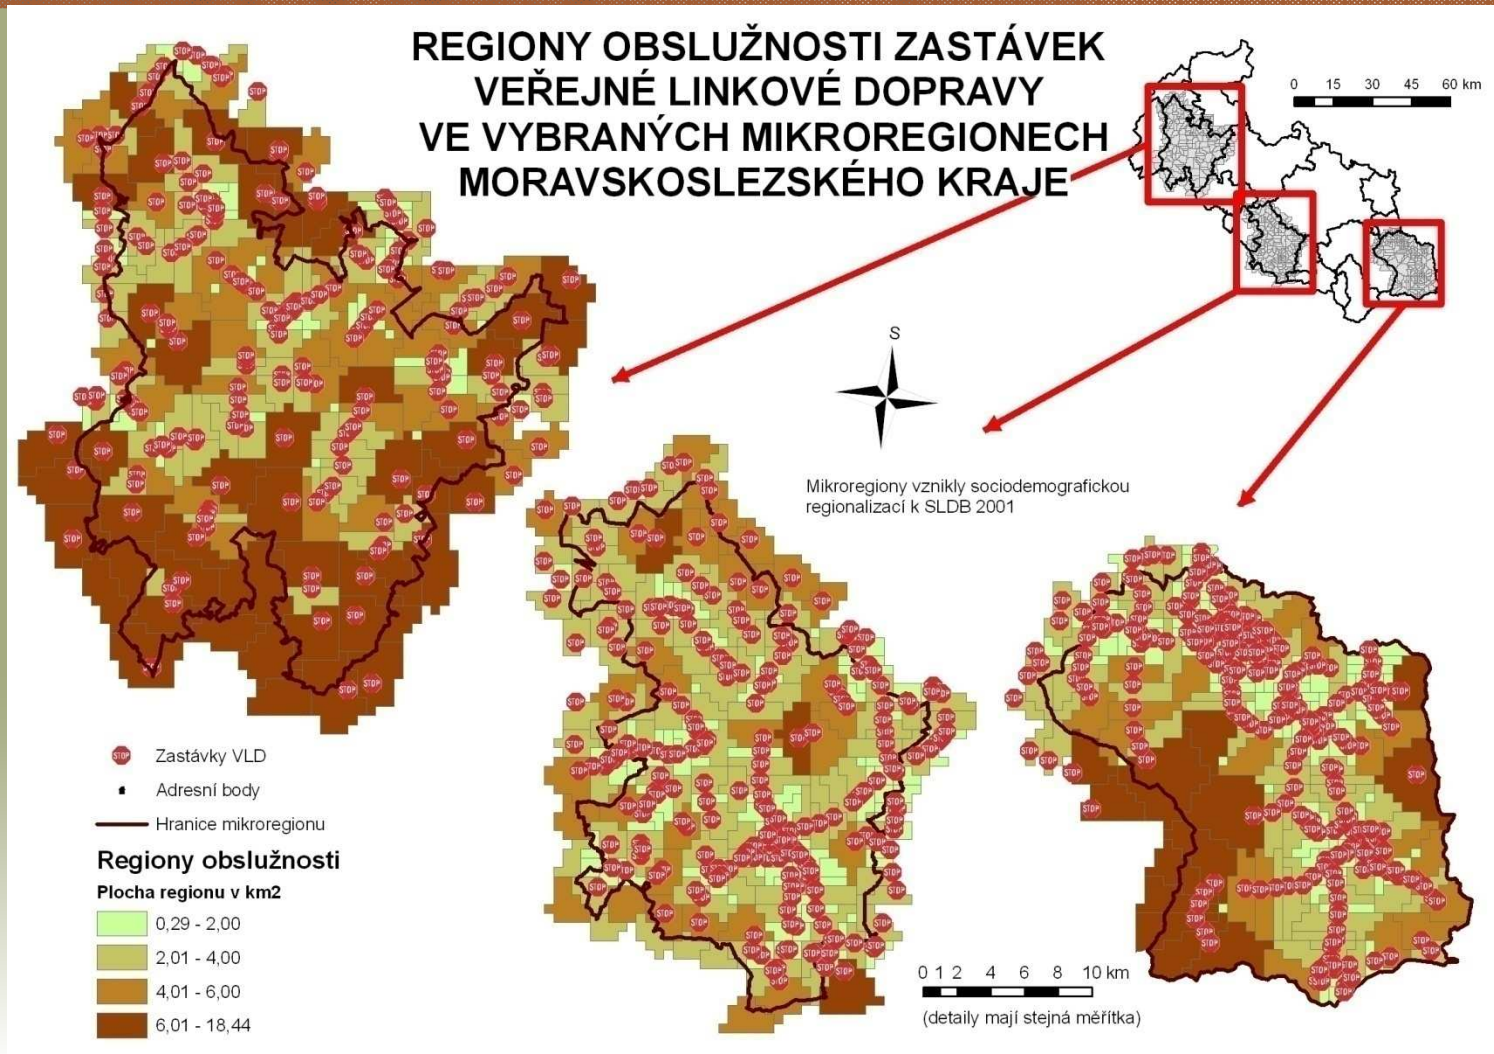 REGIONY OBSLUŽNOSTI ZASTÁVEK
VEŘEJNÉ LINKOVÉ DOPRAVY
VE VYBRANÝCH MIKROREGIONECH
MORAVSKOSLEZSKÉHO KRAJE
0 15 30 45 60 km
S
Mikroregiony vznikly sociodemografickou
regionalizací k SLDB 2001
STOP Zastávky VLD
Adresní body
Hranice mikroregionu
Regiony obslužnosti
Plocha regionu v km2
0,29 - 2,00
2,01 - 4,00
4,01 - 6,00
6,01 - 18,44
0 1 2 4 6 8 10 km
(detaily mají stejná měřítka)